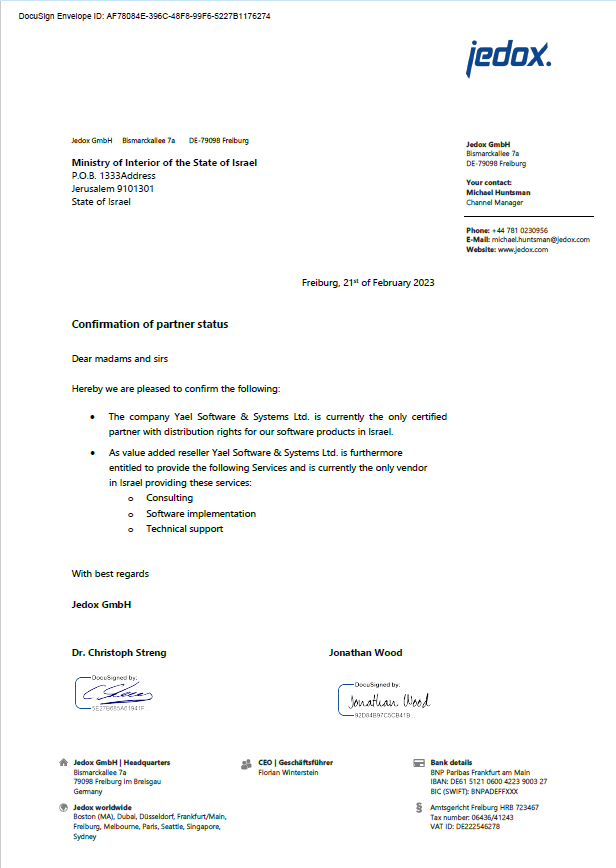 DocuSign Envelope ID: AF78084E-396C-48F8-99F6-5227B1176274
jedox.
Jedox GmbH Bismarckallee 7a DE-79098 Freiburg
Ministry of Interior of the State of Israel
P.O.B. 1333Address
Jerusalem 9101301
State of Israel
Jedox GmbH
Bismarckallee 7a
DE-79098 Freiburg
Your contact:
Michael Huntsman
Channel Manager
Phone: +44 781 0230956
E-Mail: michael.huntsman@jedox.com
Website: www.jedox.com
Freiburg, 21st of February 2023
Confirmation of partner status
Dear madams and sirs
Hereby we are pleased to confirm the following:
• The company Yael Software & Systems Ltd. is currently the only certified
partner with distribution rights for our software products in Israel.
• As value added reseller Yael Software & Systems Ltd. is furthermore
entitled to provide the following Services and is currently the only vendor
in Israel providing these services:
o Consulting
o Software implementation
o Technical support
With best regards
Jedox GmbH
Dr. Christoph Streng
DocuSigned by:
5E27B685A61941F...
Jonathan Wood
DocuSigned by:
Jonathan Wood
92D84B97C5CB41B...
Jedox GmbH | Headquarters
Bismarckallee 7a
79098 Freiburg im Breisgau
Germany
Jedox worldwide
Boston (MA), Dubai, Düsseldorf, Frankfurt/Main,
Freiburg, Melbourne, Paris, Seattle, Singapore,
Sydney
CEO | Geschäftsführer
Florian Winterstein
Bank details
BNP Paribas Frankfurt am Main
IBAN: DE61 5121 0600 4223 9003 27
BIC (SWIFT): BNPADEFFXXX
§ Amtsgericht Freiburg HRB 723467
Tax number: 06436/41243
VAT ID: DE222546278